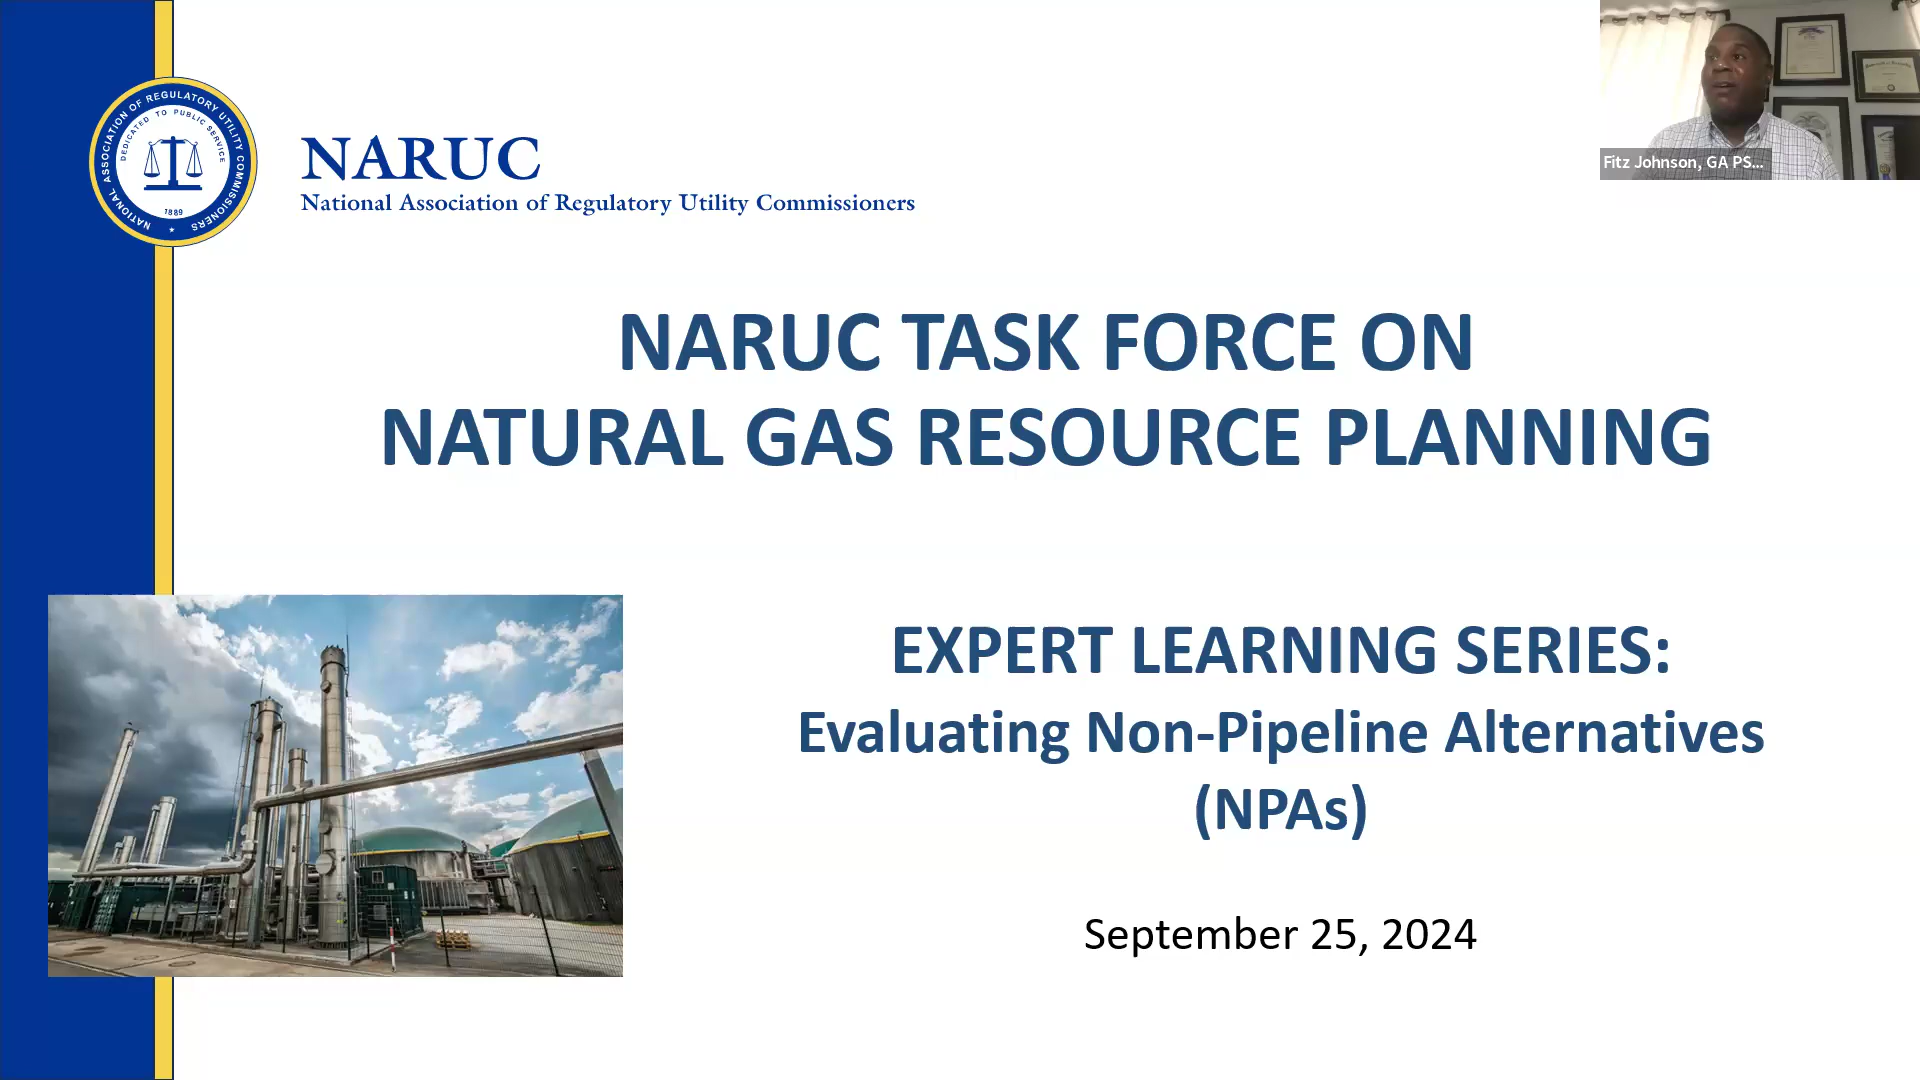 NATIONAL ASSOCIATION OF REGULATORY UTILITY COMMISSIONERS
DEDICATED TO PUBLIC SERVICE
1889
NARUC
National Association of Regulatory Utility Commissioners
Fitz Johnson, GA PS...
NARUC TASK FORCE ON
NATURAL GAS RESOURCE PLANNING
EXPERT LEARNING SERIES:
Evaluating Non-Pipeline Alternatives
(NPAs)
September 25, 2024